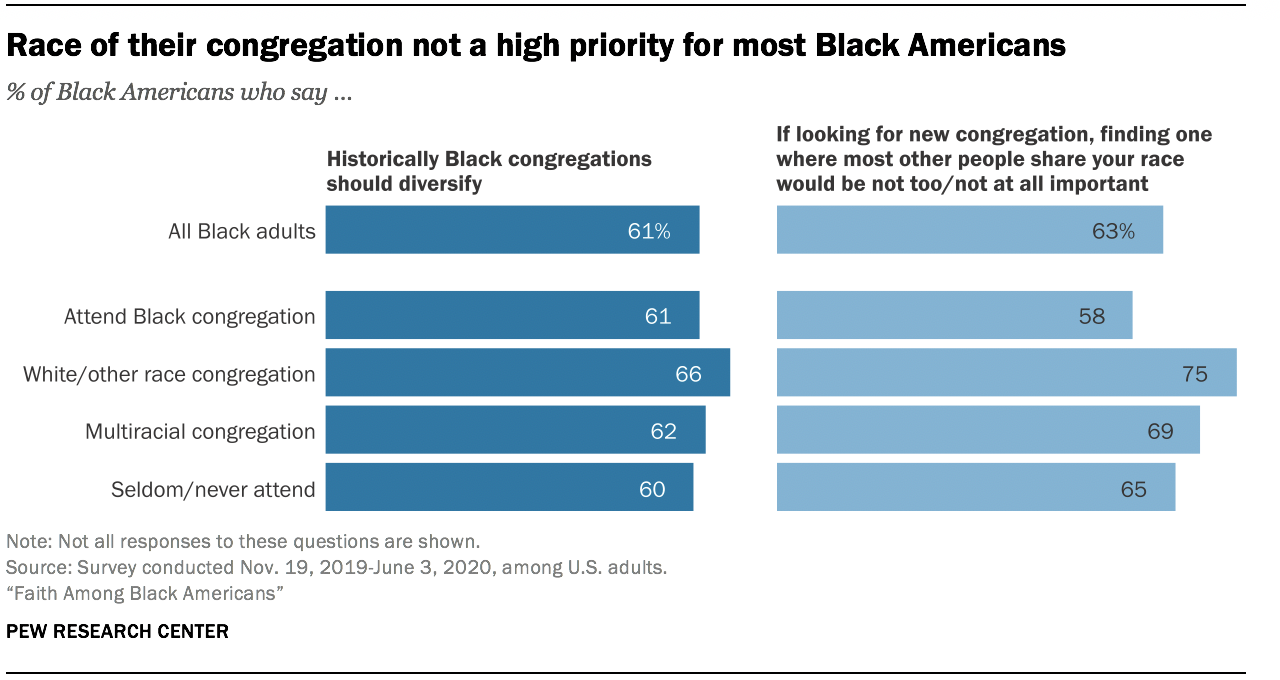 Race of their congregation not a high priority for most Black Americans
% of Black Americans who say ...
Historically Black congregations
should diversify
If looking for new congregation, finding one
where most other people share your race
would be not too/not at all important
All Black adults 61% 63%
Attend Black congregation 61 58
White/other race congregation 66 75
Multiracial congregation 62 69
Seldom/never attend 60 65
Note: Not all responses to these questions are shown.
Source: Survey conducted Nov. 19, 2019-June 3, 2020, among U.S. adults.
“Faith Among Black Americans”
PEW RESEARCH CENTER